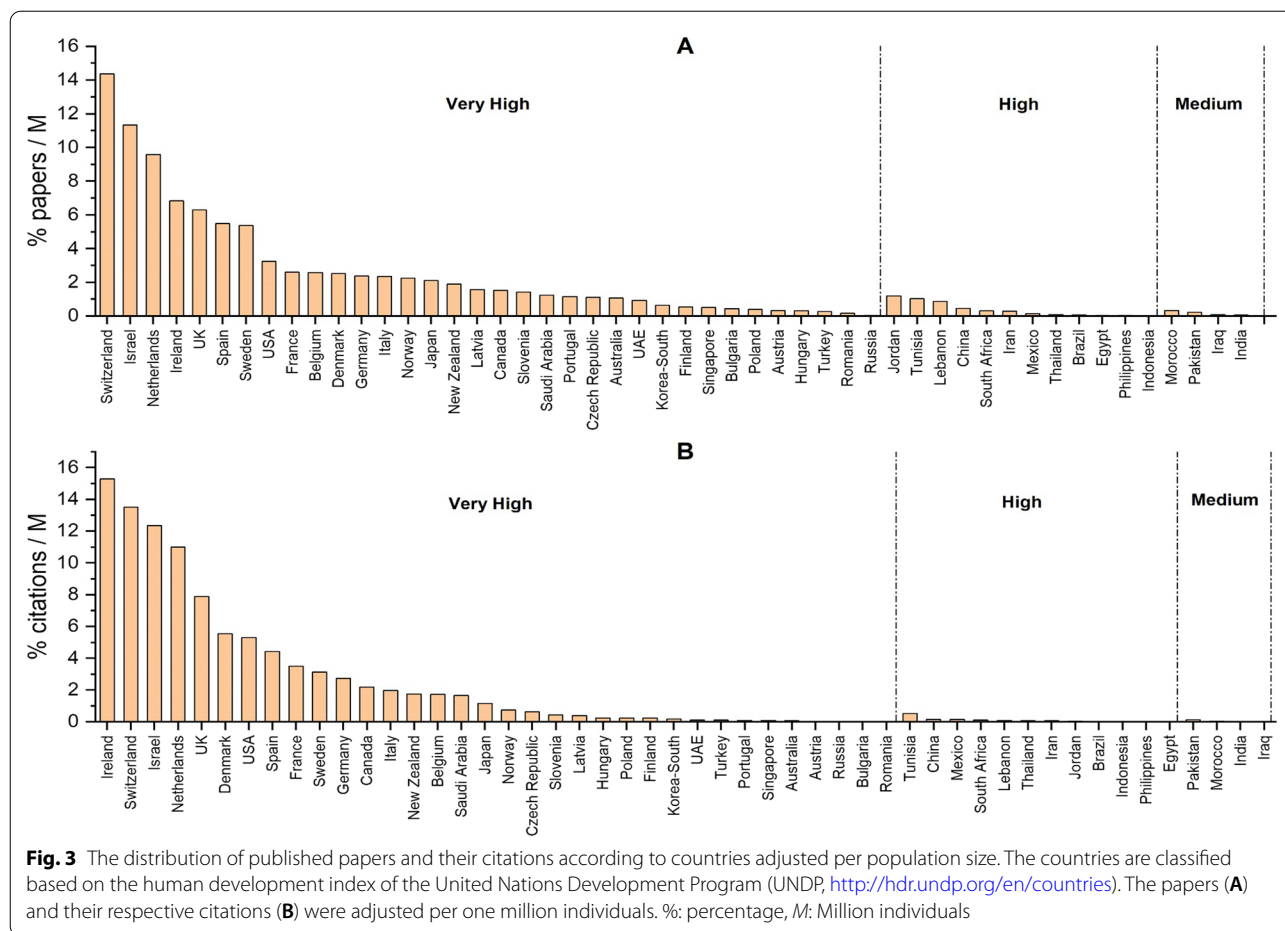 A
16
14
12
10
8
6
4
2
0
% papers / M
Very High
High
Medium
Switzerland
Israel
Netherlands
Ireland
UK
Spain
Sweden
USA
France
Belgium
Denmark
Germany
Italy
Norway
Japan
New Zealand
Latvia
Canada
Slovenia
Saudi Arabia
Portugal
Czech Republic
Australia
UAE
Korea-South
Finland
Singapore
Bulgaria
Poland
Austria
Hungary
Turkey
Romania
Russia
Jordan
Tunisia
Lebanon
China
South Africa
Iran
Mexico
Thailand
Brazil
Egypt
Philippines
Indonesia
Morocco
Pakistan
Iraq
India
B
16
14
12
10
8
6
4
2
0
% citations / M
Very High
High
Medium
Ireland
Switzerland
Israel
Netherlands
UK
Denmark
USA
Spain
France
Sweden
Germany
Canada
Italy
New Zealand
Belgium
Saudi Arabia
Japan
Norway
Czech Republic
Slovenia
Latvia
Hungary
Poland
Finland
Korea-South
UAE
Turkey
Portugal
Singapore
Australia
Austria
Russia
Bulgaria
Romania
Tunisia
China
Mexico
South Africa
Lebanon
Thailand
Iran
Jordan
Brazil
Indonesia
Philippines
Egypt
Pakistan
Morocco
India
Iraq
Fig. 3 The distribution of published papers and their citations according to countries adjusted per population size. The countries are classified
based on the human development index of the United Nations Development Program (UNDP, http://hdr.undp.org/en/countries). The papers (A)
and their respective citations (B) were adjusted per one million individuals. %: percentage, M: Million individuals